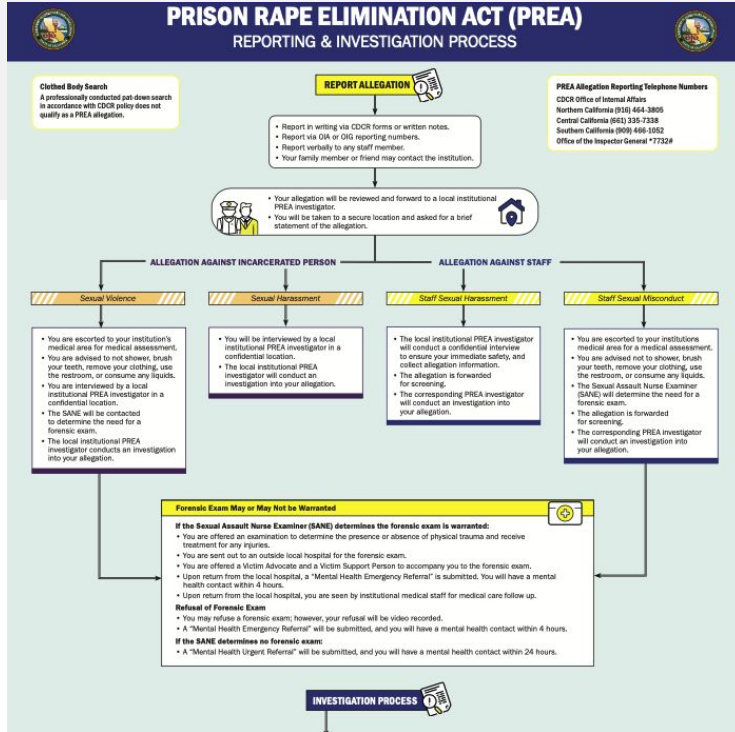 PRISON RAPE ELIMINATION ACT (PREA)
REPORTING & INVESTIGATION PROCESS
Clothed Body Search
A professionally conducted pat-down search
in accordance with CDCR policy does not
qualify as a PREA allegation.
REPORT ALLEGATION
PREA Allegation Reporting Telephone Numbers
CDCR Office of Internal Affairs
Northern California (916) 464-3805
Central California (661) 335-7338
Southern California (909) 466-1052
Office of the Inspector General *7732#
• Report in writing via CDCR forms or written notes.
• Report via OIA or OIG reporting numbers.
• Report verbally to any staff member.
• Your family member or friend may contact the institution.
• Your allegation will be reviewed and forward to a local institutional
PREA investigator.
• You will be taken to a secure location and asked for a brief
statement of the allegation.
ALLEGATION AGAINST INCARCERATED PERSON
ALLEGATION AGAINST STAFF
Sexual Violence
• You are escorted to your institution's
medical area for medical assessment.
• You are advised to not shower, brush
your teeth, remove your clothing, use
the restroom, or consume any liquids.
• You are interviewed by a local
institutional PREA investigator in a
confidential location.
• The SANE will be contacted
to determine the need for a
forensic exam.
• The local institutional PREA
investigator conducts an investigation
into your allegation.
Sexual Harassment
• You will be interviewed by a local
institutional PREA investigator in a
confidential location.
• The local institutional PREA
investigator will conduct an
investigation into your allegation.
Staff Sexual Harassment
• The local institutional PREA investigator
will conduct a confidential interview
to ensure your immediate safety, and
collect allegation information.
• The allegation is forwarded
for screening.
• The corresponding PREA investigator
will conduct an investigation into
your allegation.
Staff Sexual Misconduct
• You are escorted to your institutions
medical area for a medical assessment.
• You are advised not to shower, brush
your teeth, remove your clothing, use
the restroom, or consume any liquids.
• The Sexual Assault Nurse Examiner
(SANE) will determine the need for a
forensic exam.
• The allegation is forwarded
for screening.
• The corresponding PREA investigator
will conduct an investigation into
your allegation.
Forensic Exam May or May Not be Warranted
If the Sexual Assault Nurse Examiner (SANE) determines the forensic exam is warranted:
• You are offered an examination to determine the presence or absence of physical trauma and receive
treatment for any injuries.
• You are sent out to an outside local hospital for the forensic exam.
• You are offered a Victim Advocate and a Victim Support Person to accompany you to the forensic exam.
• Upon return from the local hospital, a "Mental Health Emergency Referral" is submitted. You will have a mental
health contact within 4 hours.
• Upon return from the local hospital, you are seen by institutional medical staff for medical care follow up.
Refusal of Forensic Exam
• You may refuse a forensic exam; however, your refusal will be video recorded.
• A "Mental Health Emergency Referral" will be submitted, and you will have a mental health contact within 4 hours.
If the SANE determines no forensic exam:
• A "Mental Health Urgent Referral" will be submitted, and you will have a mental health contact within 24 hours.
INVESTIGATION PROCESS